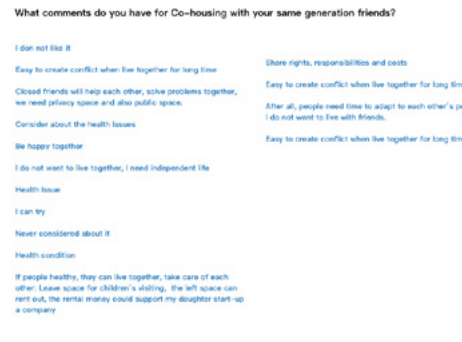 What comments do you have for Co-housing with your same generation friends?
I don not like it
Easy to create conflict when live together for long time
Closed friends will help each other, solve problems together,
we need privacy space and also public space.
Consider about the health Issues
Be happy together
I do not want to live together, I need independent life
Health Issue
I can try
Never considered about it
Health condition
If people healthy, they can live together, take care of each
other. Leave space for children's visiting, the left space can
rent out, the rental money could support my daughter start-up
a company
Share rights, responsibilities and costs
Easy to create conflict when live together for long
After all, people need time to adapt to each other's
I do not want to live with friends.
Easy to create conflict when live together for long